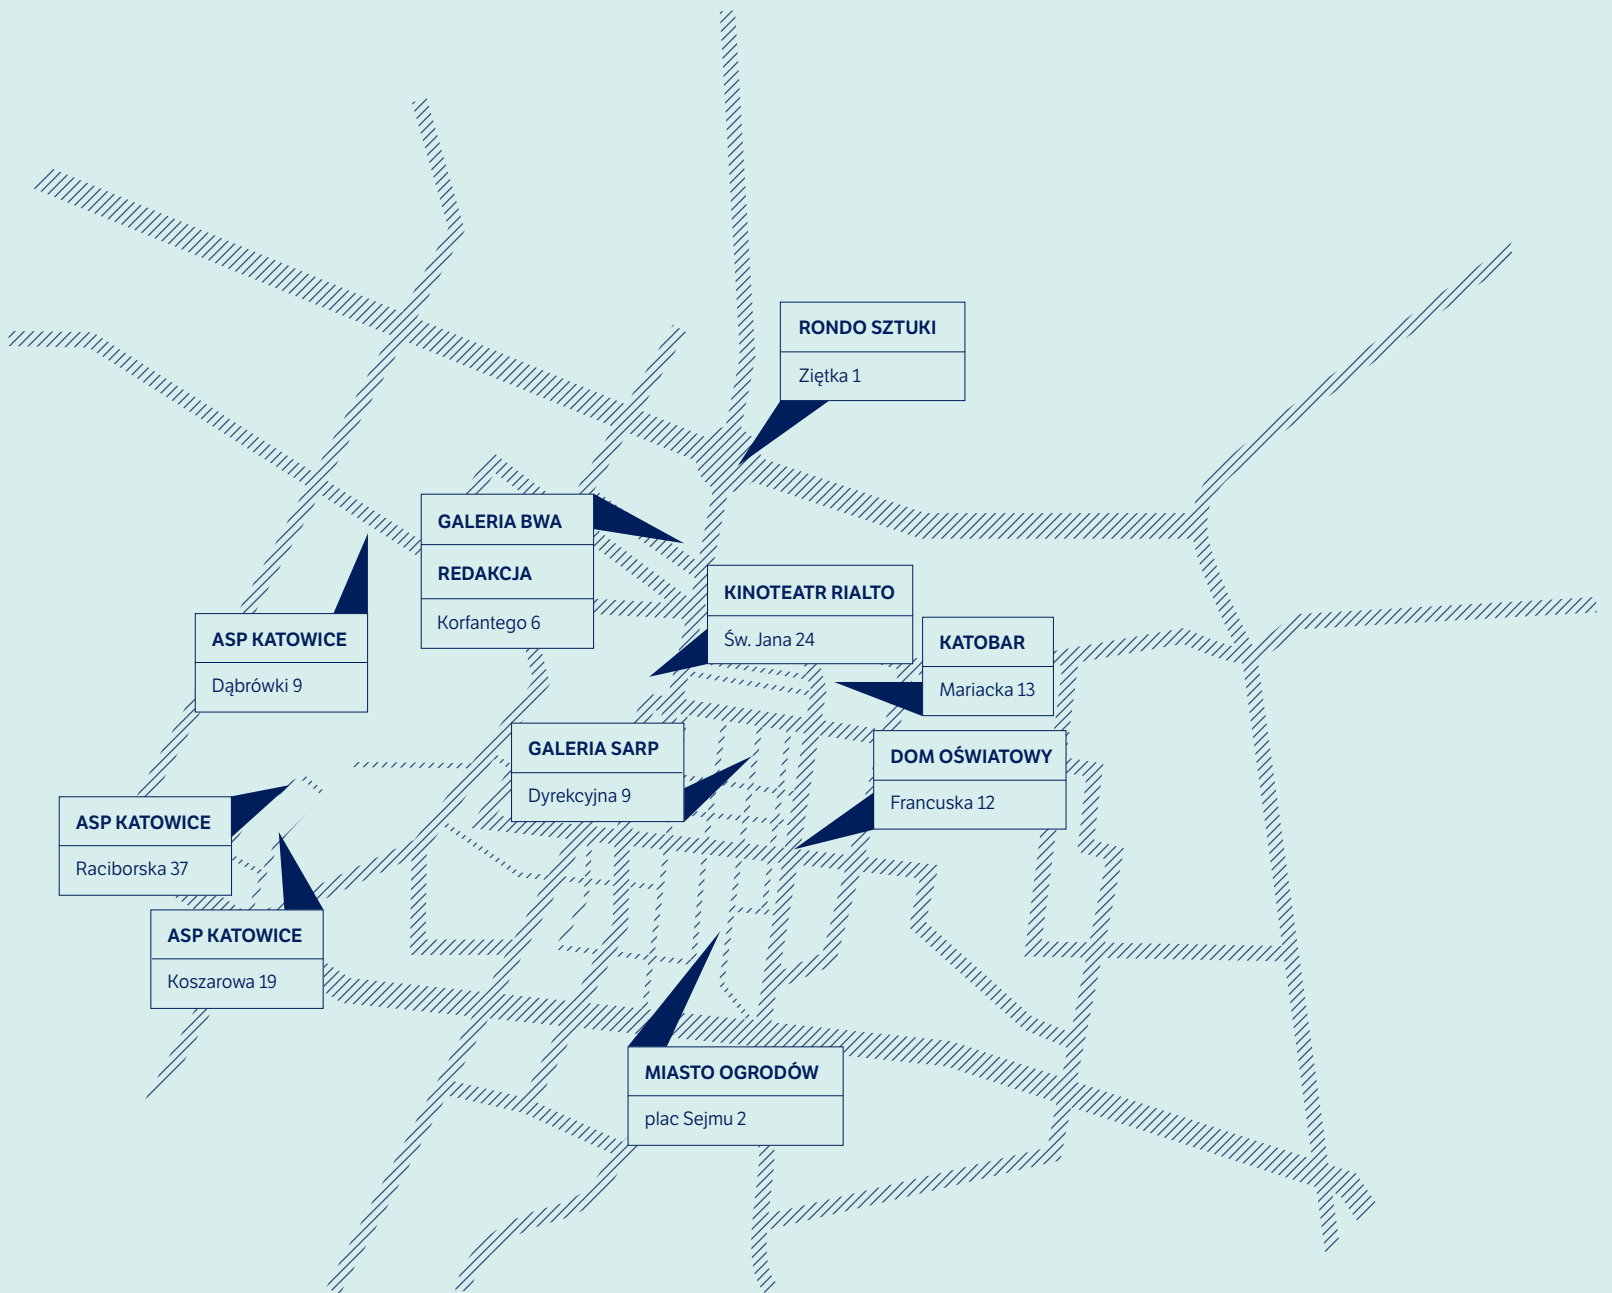 RONDO SZTUKI
Ziętka 1
GALERIA BWA
REDAKCJA
Korfantego 6
KINOTEATR RIALTO
Św. Jana 24
KATOBAR
Mariacka 13
ASP KATOWICE
Dąbrówki 9
GALERIA SARP
Dyrekcyjna 9
DOM OŚWIATOWY
Francuska 12
ASP KATOWICE
Raciborska 37
ASP KATOWICE
Koszarowa 19
MIASTO OGRODÓW
plac Sejmu 2